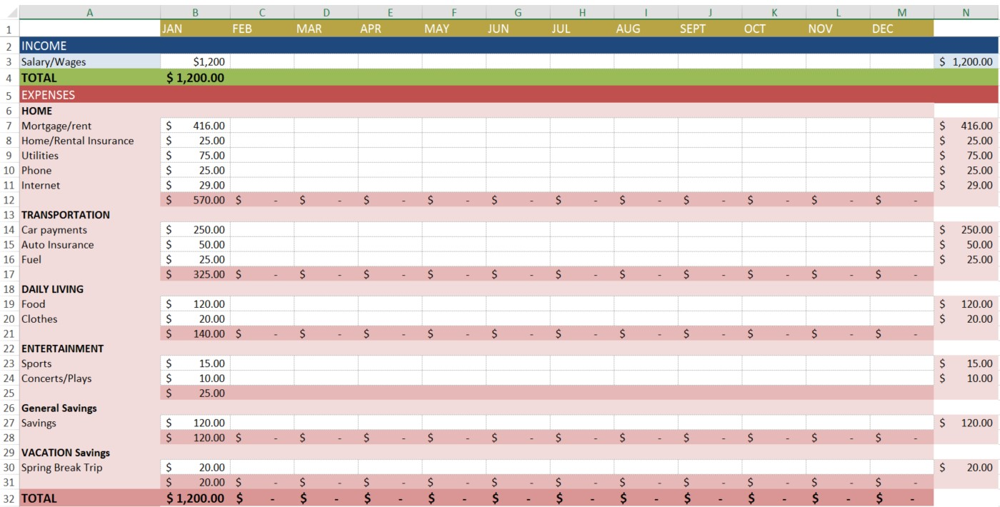 A B C D E F G H I J K L M N
1 JAN FEB MAR APR MAY JUN JUL AUG SEPT OCT NOV DEC
2 INCOME
3 Salary/Wages $1,200 $ 1,200.00
4 TOTAL $ 1,200.00
5 EXPENSES
6 HOME
7 Mortgage/rent $ 416.00 $ 416.00
8 Home/Rental Insurance $ 25.00 $ 25.00
9 Utilities $ 75.00 $ 75.00
10 Phone $ 25.00 $ 25.00
11 Internet $ 29.00 $ 29.00
12 $ 570.00 $ - $ - $ - $ - $ - $ - $ - $ - $ - $ - $ -
13 TRANSPORTATION
14 Car payments $ 250.00 $ 250.00
15 Auto Insurance $ 50.00 $ 50.00
16 Fuel $ 25.00 $ 25.00
17 $ 325.00 $ - $ - $ - $ - $ - $ - $ - $ - $ - $ - $ -
18 DAILY LIVING
19 Food $ 120.00 $ 120.00
20 Clothes $ 20.00 $ 20.00
21 $ 140.00 $ - $ - $ - $ - $ - $ - $ - $ - $ - $ - $ -
22 ENTERTAINMENT
23 Sports $ 15.00 $ 15.00
24 Concerts/Plays $ 10.00 $ 10.00
25 $ 25.00
26 General Savings
27 Savings $ 120.00 $ 120.00
28 $ 120.00 $ - $ - $ - $ - $ - $ - $ - $ - $ - $ - $ -
29 VACATION Savings
30 Spring Break Trip $ 20.00 $ 20.00
31 $ 20.00 $ - $ - $ - $ - $ - $ - $ - $ - $ - $ - $ -
32 TOTAL $ 1,200.00 $ - $ - $ - $ - $ - $ - $ - $ - $ - $ - $ -